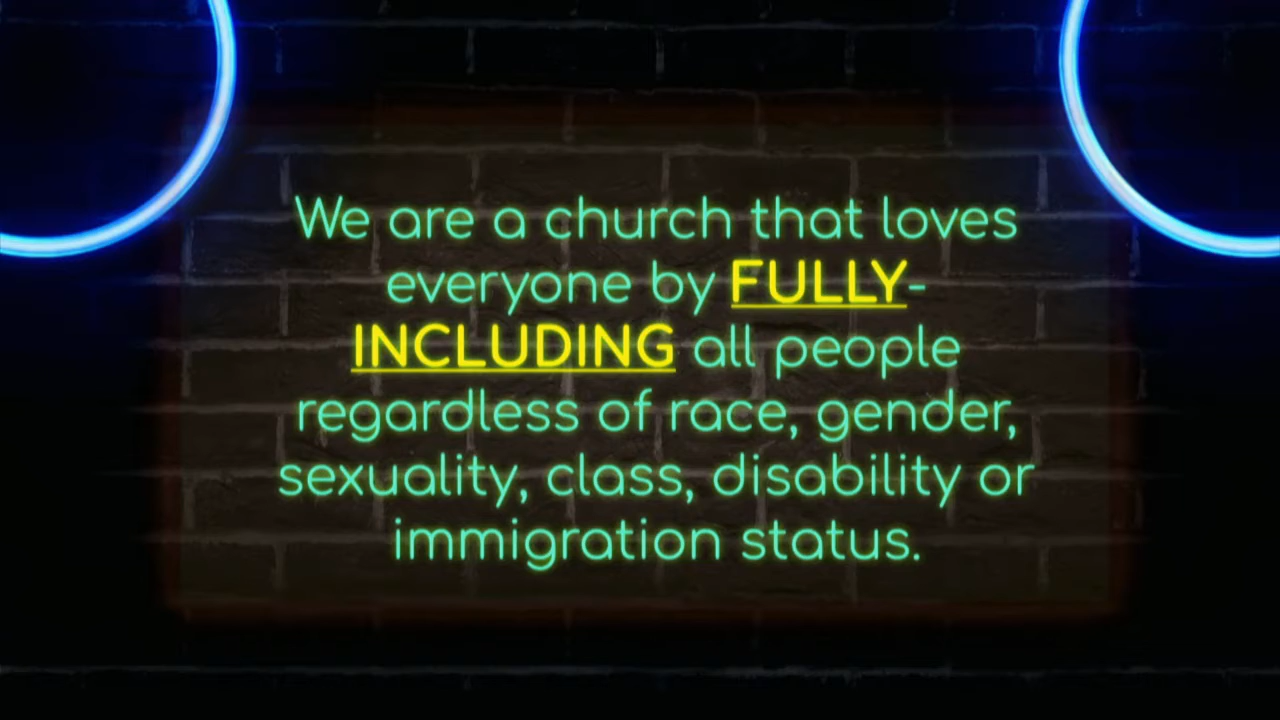 We are a church that loves
everyone by FULLY-
INCLUDING all people
regardless of race, gender,
sexuality, class, disability or
immigration status.